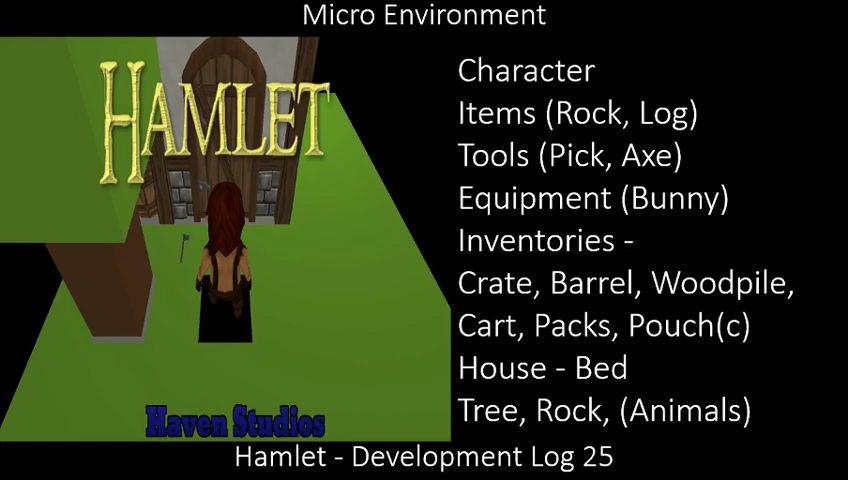 Micro Environment
HAMLET
Character
Items (Rock, Log)
Tools (Pick, Axe)
Equipment (Bunny)
Inventories -
Crate, Barrel, Woodpile,
Cart, Packs, Pouch(c)
House - Bed
Tree, Rock, (Animals)
Haven Studios
Hamlet - Development Log 25